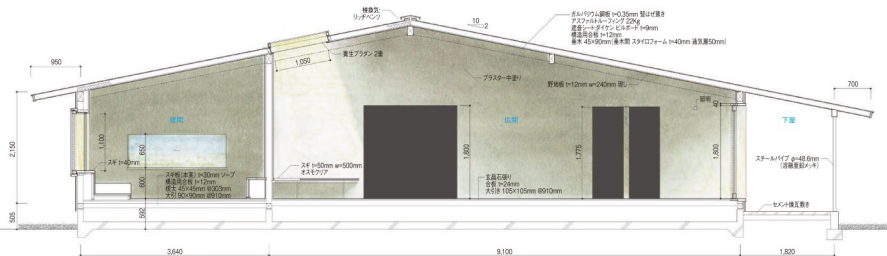 棟換気:
リッヂベンツ
10
2
ガルバリウム鋼板 t=0.35mm 竪はぜ葺き
アスファルトルーフィング 22Kg
遮音シートダイケン ビルボード t=9mm
構造用合板 t=12mm
垂木 45×90mm(垂木間 スタイロフォーム t=40mm 通気層50mm)
950
養生プラダン 2重
1,050
プラスター中塗り
野地板 t=12mm w=240mm 現し
700
照明
40
居間
広間
下屋
2,150
1,100
650
600
1,800
1,775
1,800
スギ t=40mm
スギ板(本実) t=30mm ソープ
構造用合板 t=12mm
根太 45×45mm @303mm
大引 90×90mm @910mm
スギ t=50mm w=500mm
オスモクリア
玄昌石張り
合板 t=24mm
大引き 105×105mm @910mm
スチールパイプ φ=48.6mm
(溶融亜鉛メッキ)
セメント煉瓦敷き
505
592
3,640
9,100
1,820